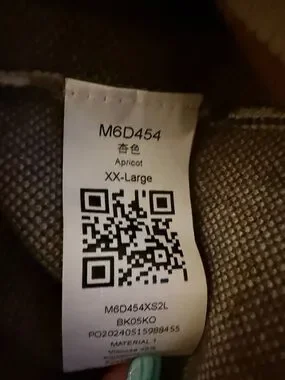 M6D454
杏色
Apricot
XX-Large
M6D454XS2L
BK05KO
PO20240515988455
MATERIAL 1